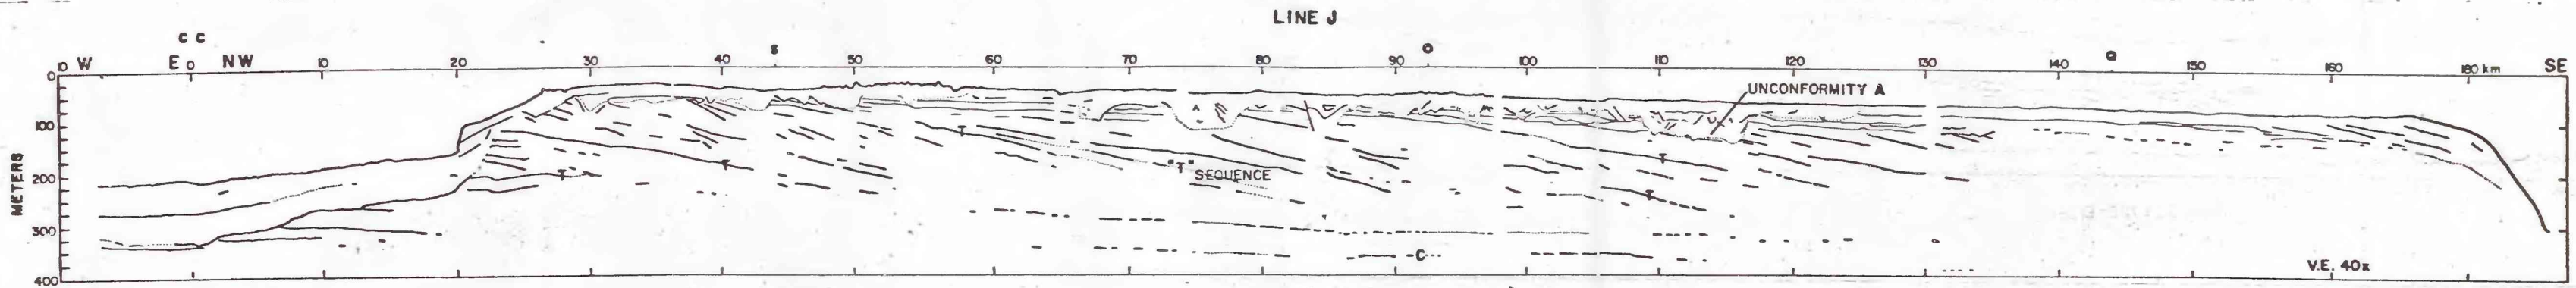 LINE J
C C S O Q
10 W E 0 NW 10 20 30 40 50 60 70 80 90 100 110 120 130 140 150 160 180 km SE
0
100
200
300
400
METERS
UNCONFORMITY A
A
T
T
T
"T" SEQUENCE
T
T
C
V.E. 40x